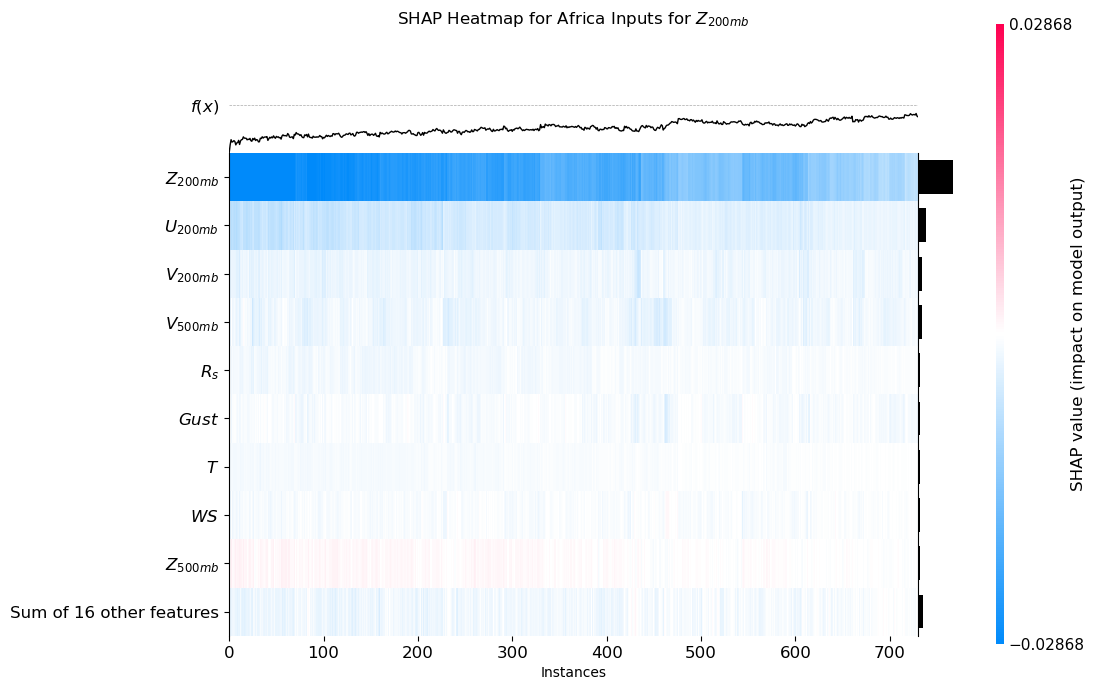 SHAP Heatmap for Africa Inputs for Z200mb
0.02868
f(x)
Z200mb
U200mb
V200mb
V500mb
Rs
Gust
T
WS
Z500mb
Sum of 16 other features
0 100 200 300 400 500 600 700
Instances
SHAP value (impact on model output)
−0.02868